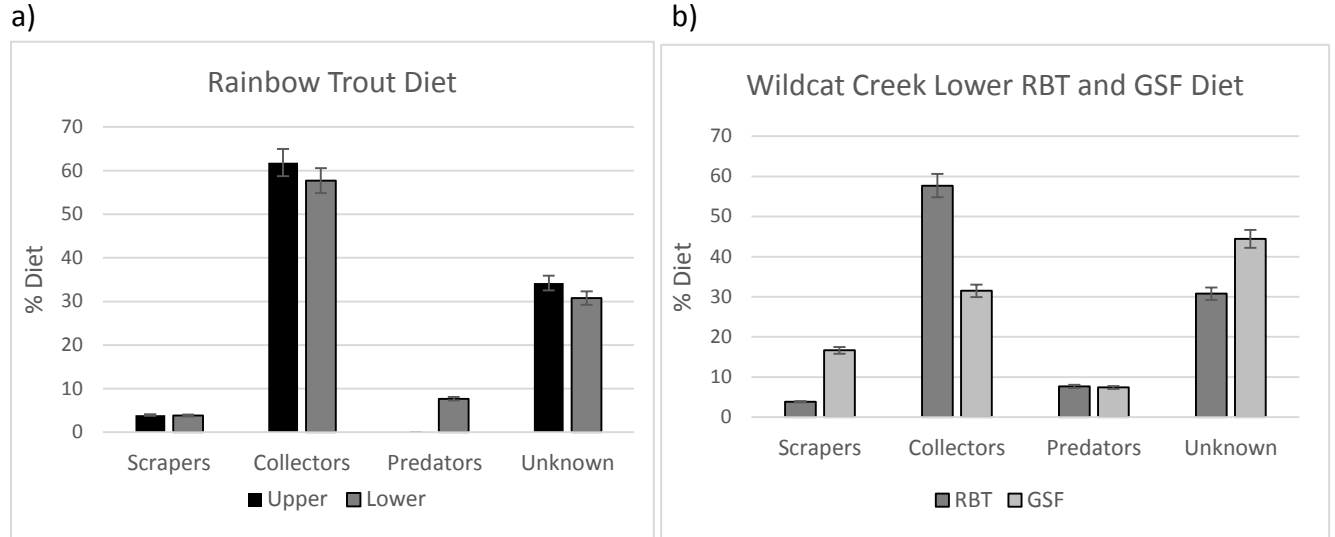 a)
Rainbow Trout Diet
% Diet
70
60
50
40
30
20
10
0
Scrapers Collectors Predators Unknown
Upper Lower
b)
Wildcat Creek Lower RBT and GSF Diet
% Diet
70
60
50
40
30
20
10
0
Scrapers Collectors Predators Unknown
RBT GSF